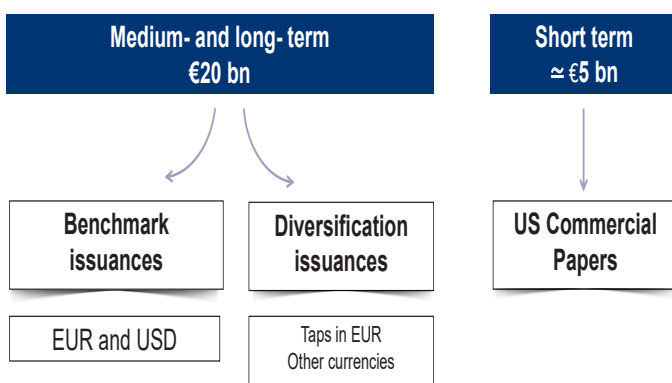 Medium- and long- term
€20 bn
Short term
≃ €5 bn
Benchmark
issuances
Diversification
issuances
US Commercial
Papers
EUR and USD
Taps in EUR
Other currencies